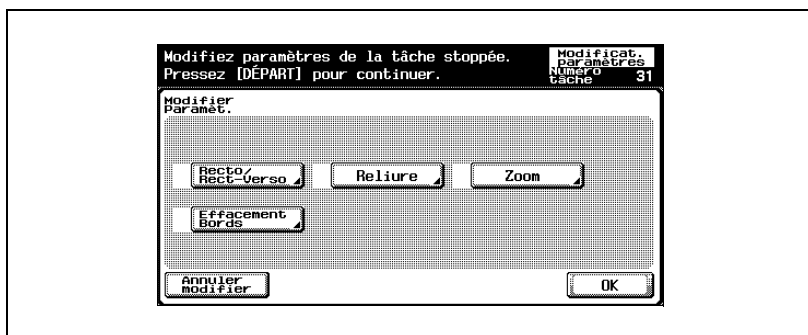 Modifiez paramètres de la tâche stoppée.
Pressez [DÉPART] pour continuer.
Modificat.
paramètres
Numéro
tâche 31
Modifier
Paramèt.
Recto/
Rect-Verso
Reliure
Zoom
Effacement
Bords
Annuler
modifier
OK